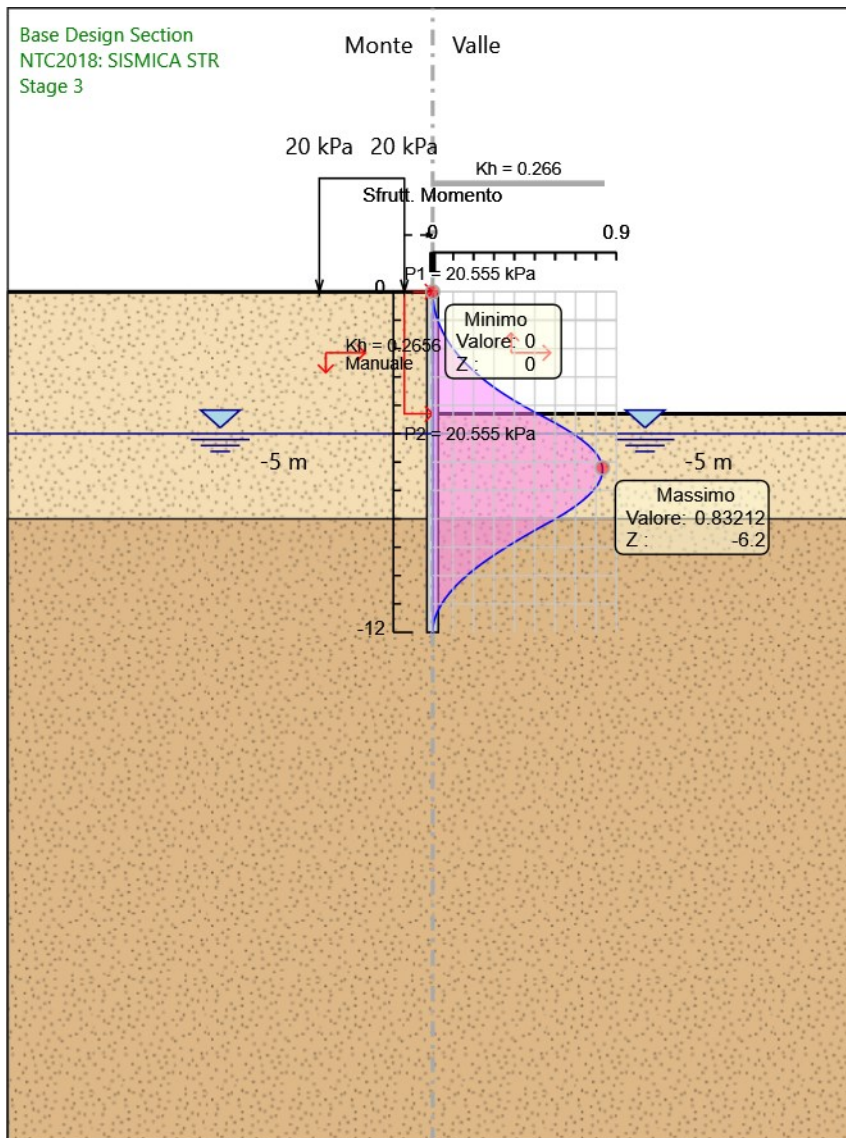 Base Design Section
NTC2018: SISMICA STR
Stage 3
Monte
Valle
20 kPa
20 kPa
Kh = 0.266
Sfrutt. Momento
0
0.9
P1 = 20.555 kPa
0
Minimo
Valore: 0
Z : 0
Kh = 0.2656
Manuale
P2 = 20.555 kPa
-5 m
-5 m
Massimo
Valore: 0.83212
Z : -6.2
-12